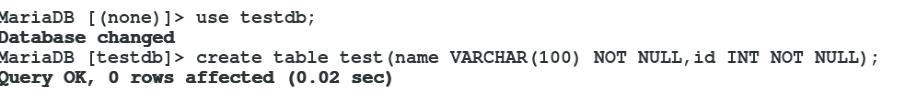 MariaDB [(none)]> use testdb;
Database changed
MariaDB [testdb]> create table test(name VARCHAR(100) NOT NULL,id INT NOT NULL);
Query OK, 0 rows affected (0.02 sec)